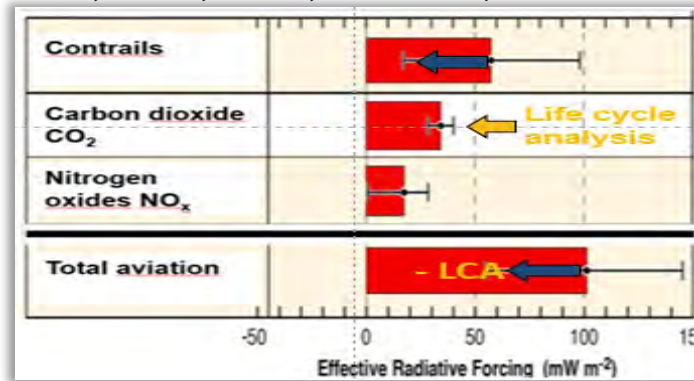 Contrails
Carbon dioxide
CO₂
Life cycle
analysis
Nitrogen
oxides NOₓ
Total aviation
- LCA
-50 0 50 100 15
Effective Radiative Forcing (mW m⁻²)